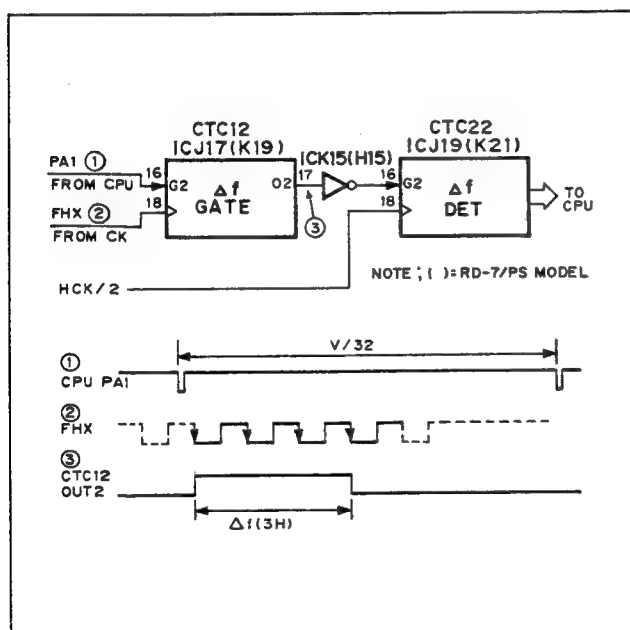 CTC12
ICJ17(K19)
CTC22
ICJ19(K21)
ICK15(H15)
PA1 ①
FROM CPU
16
G2
Δf
GATE
O2
17
③
16
G2
Δf
DET
TO
CPU
FHX ②
FROM CK
18
18
HCK/2
NOTE;( )=RD-7/PS MODEL
①
CPU PA1
V/32
②
FHX
③
CTC12
OUT2
Δf(3H)